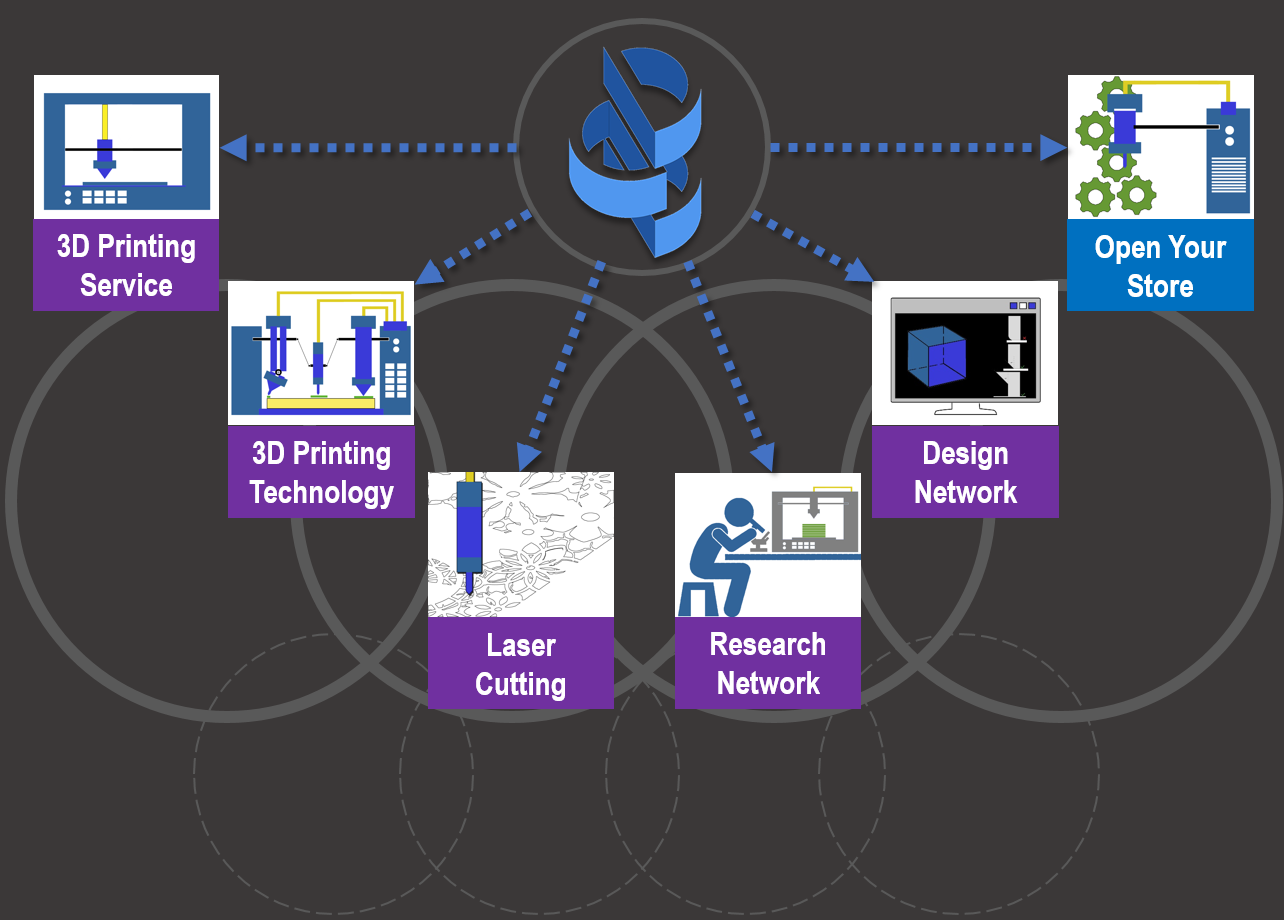 3D Printing
Service
Open Your
Store
3D Printing
Technology
Design
Network
Laser
Cutting
Research
Network